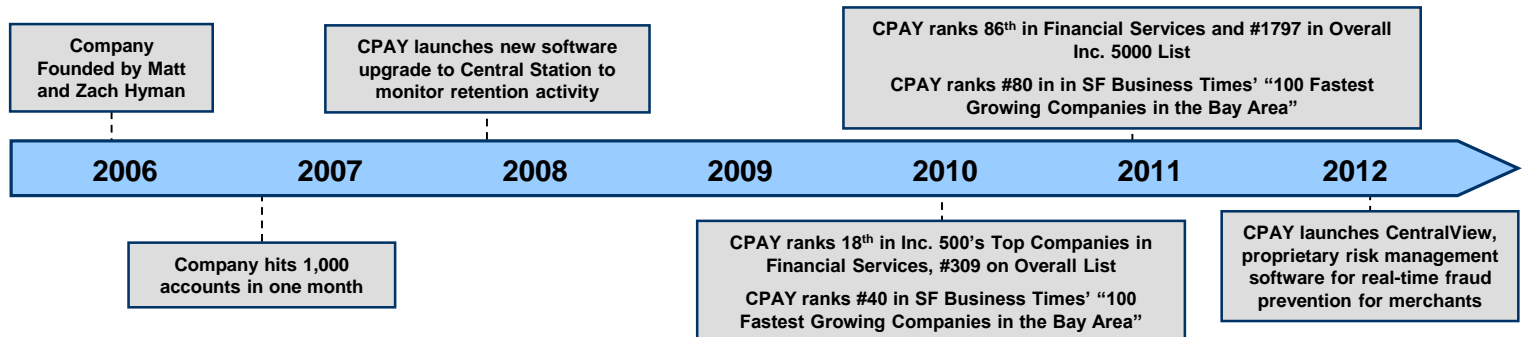 Company
Founded by Matt
and Zach Hyman
CPAY launches new software
upgrade to Central Station to
monitor retention activity
CPAY ranks 86th in Financial Services and #1797 in Overall
Inc. 5000 List
CPAY ranks #80 in in SF Business Times’ “100 Fastest
Growing Companies in the Bay Area”
2006 2007 2008 2009 2010 2011 2012
Company hits 1,000
accounts in one month
CPAY ranks 18th in Inc. 500’s Top Companies in
Financial Services, #309 on Overall List
CPAY ranks #40 in SF Business Times’ “100
Fastest Growing Companies in the Bay Area”
CPAY launches CentralView,
proprietary risk management
software for real-time fraud
prevention for merchants